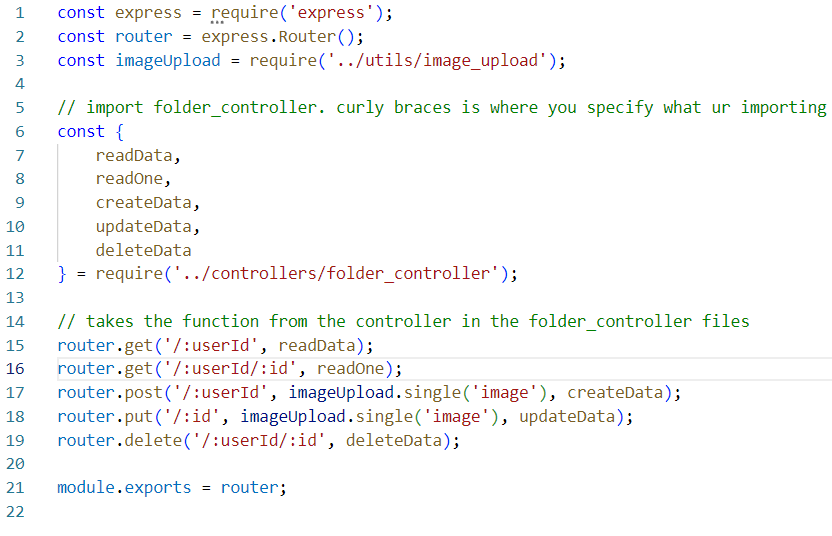 1 const express = require('express');
2 const router = express.Router();
3 const imageUpload = require('../utils/image_upload');
4
5 // import folder_controller. curly braces is where you specify what ur importing
6 const {
7 readData,
8 readOne,
9 createData,
10 updateData,
11 deleteData
12 } = require('../controllers/folder_controller');
13
14 // takes the function from the controller in the folder_controller files
15 router.get('/:userId', readData);
16 router.get('/:userId/:id', readOne);
17 router.post('/:userId', imageUpload.single('image'), createData);
18 router.put('/:id', imageUpload.single('image'), updateData);
19 router.delete('/:userId/:id', deleteData);
20
21 module.exports = router;
22